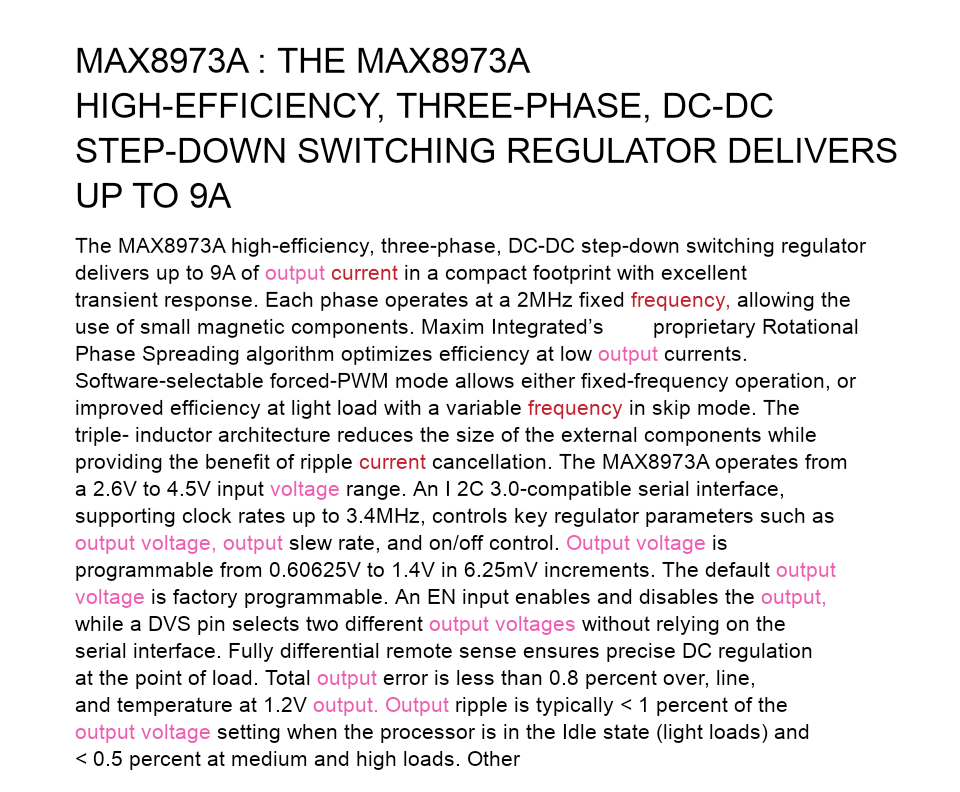 MAX8973A : THE MAX8973A
HIGH-EFFICIENCY, THREE-PHASE, DC-DC
STEP-DOWN SWITCHING REGULATOR DELIVERS
UP TO 9A
The MAX8973A high-efficiency, three-phase, DC-DC step-down switching regulator
delivers up to 9A of output current in a compact footprint with excellent
transient response. Each phase operates at a 2MHz fixed frequency, allowing the
use of small magnetic components. Maxim Integrated’s proprietary Rotational
Phase Spreading algorithm optimizes efficiency at low output currents.
Software-selectable forced-PWM mode allows either fixed-frequency operation, or
improved efficiency at light load with a variable frequency in skip mode. The
triple- inductor architecture reduces the size of the external components while
providing the benefit of ripple current cancellation. The MAX8973A operates from
a 2.6V to 4.5V input voltage range. An I 2C 3.0-compatible serial interface,
supporting clock rates up to 3.4MHz, controls key regulator parameters such as
output voltage, output slew rate, and on/off control. Output voltage is
programmable from 0.60625V to 1.4V in 6.25mV increments. The default output
voltage is factory programmable. An EN input enables and disables the output,
while a DVS pin selects two different output voltages without relying on the
serial interface. Fully differential remote sense ensures precise DC regulation
at the point of load. Total output error is less than 0.8 percent over, line,
and temperature at 1.2V output. Output ripple is typically < 1 percent of the
output voltage setting when the processor is in the Idle state (light loads) and
< 0.5 percent at medium and high loads. Other